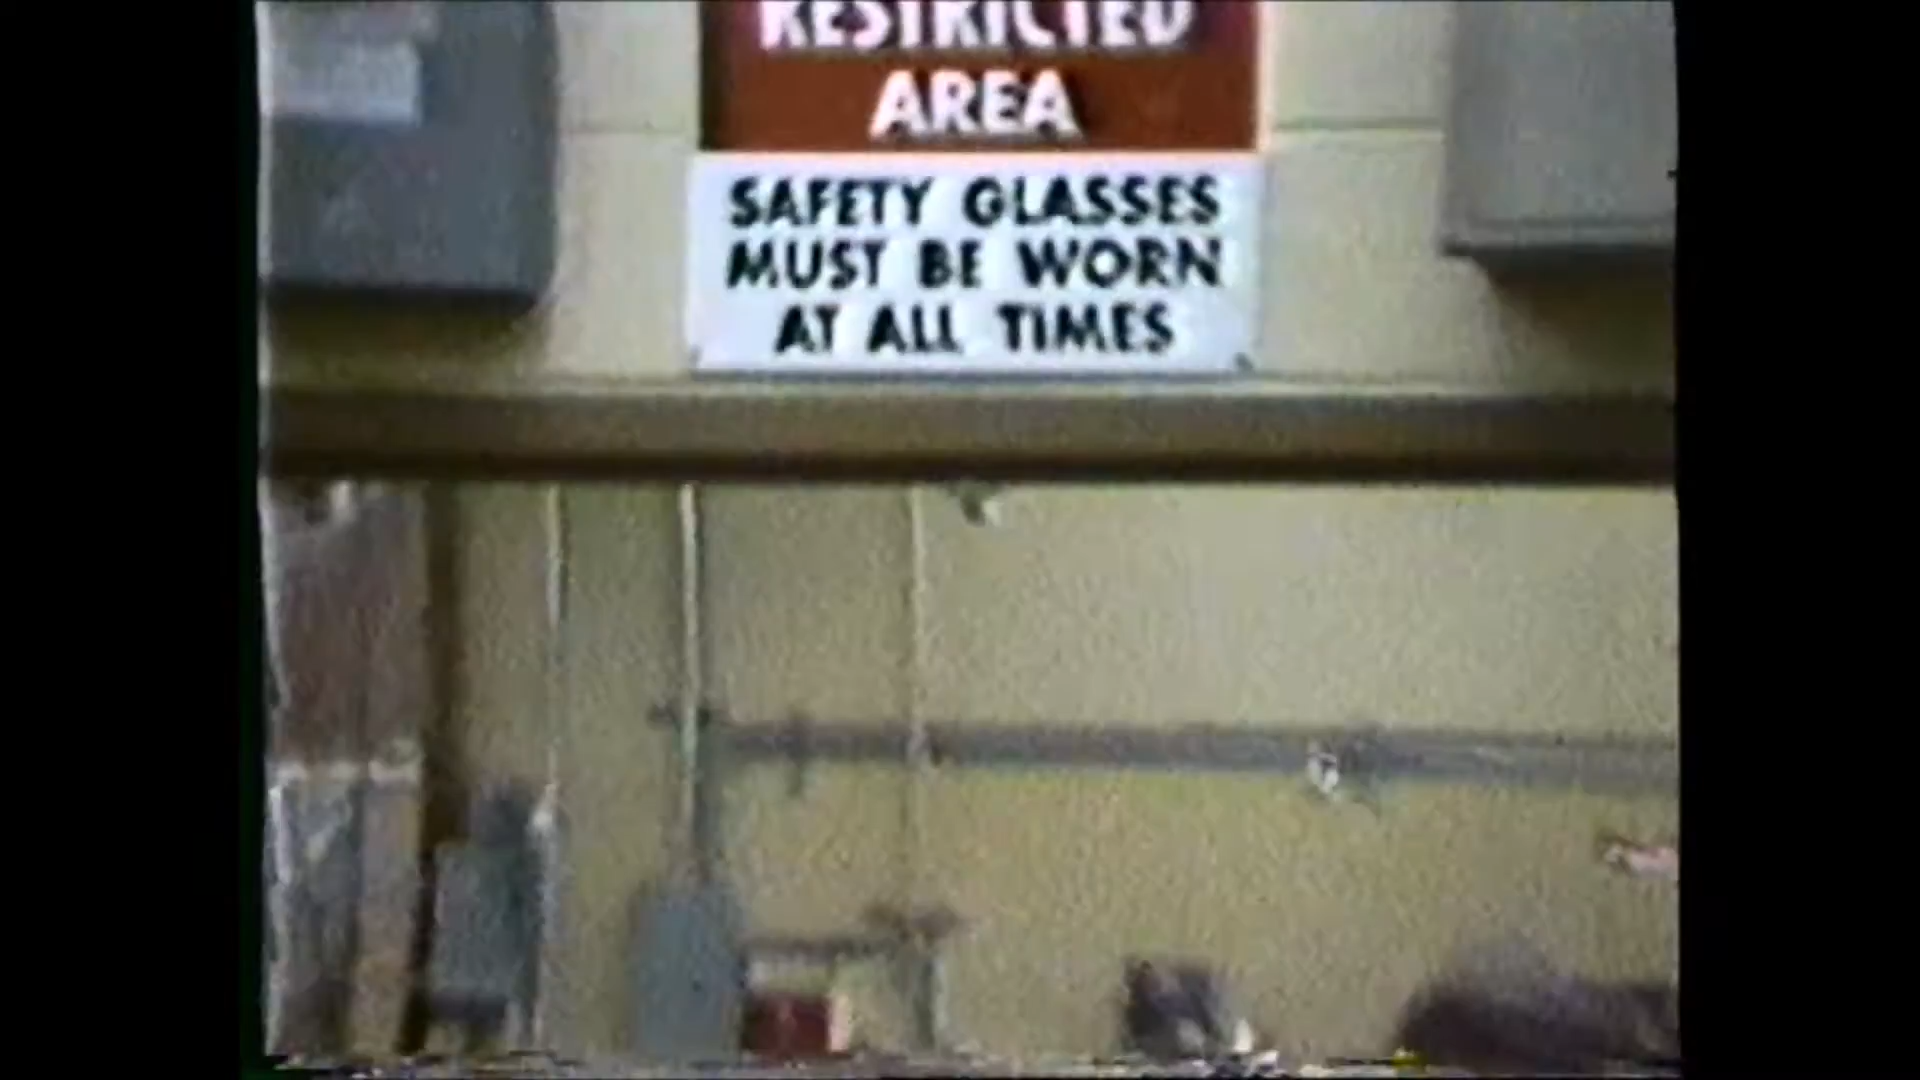 RESTRICTED
AREA
SAFETY GLASSES
MUST BE WORN
AT ALL TIMES